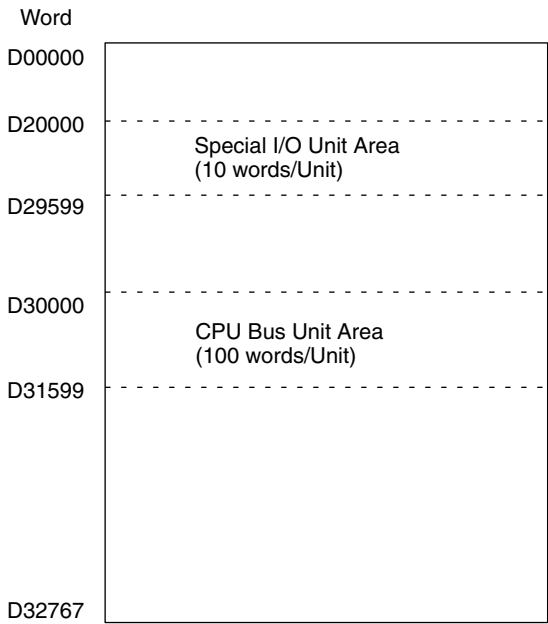 Word
D00000
D20000
Special I/O Unit Area
(10 words/Unit)
D29599
D30000
CPU Bus Unit Area
(100 words/Unit)
D31599
D32767